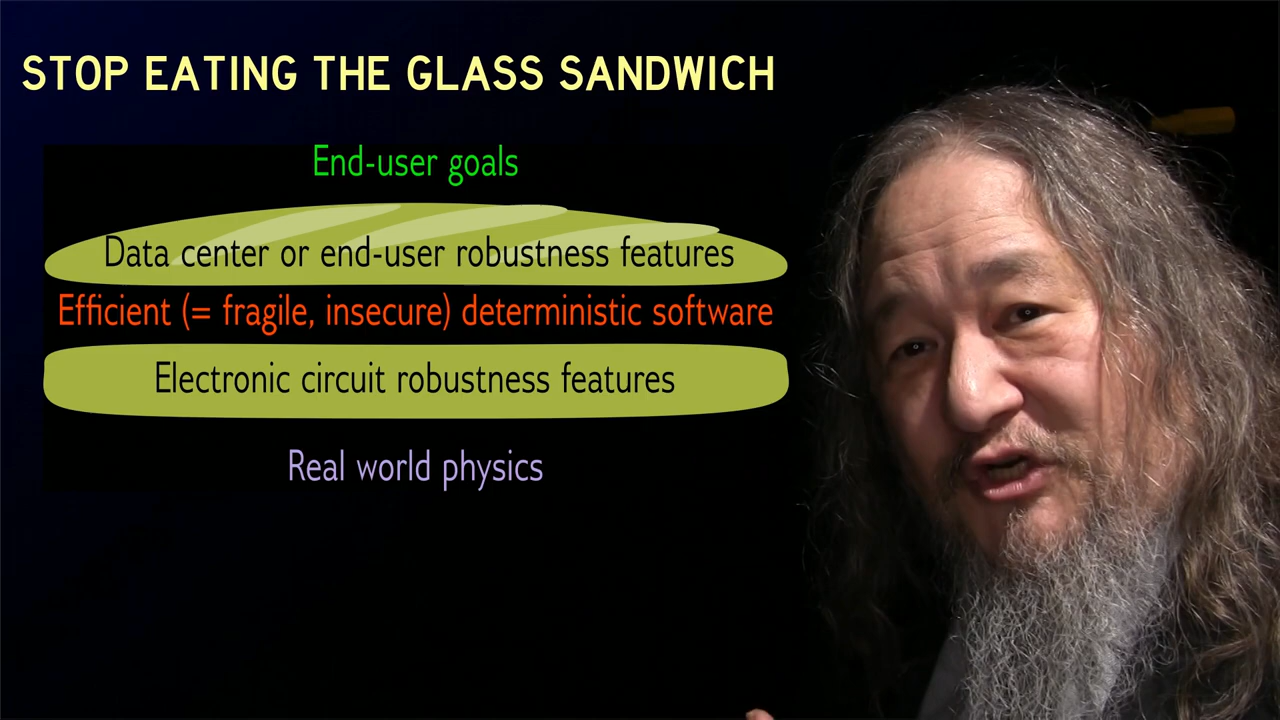 STOP EATING THE GLASS SANDWICH
End-user goals
Data center or end-user robustness features
Efficient (= fragile, insecure) deterministic software
Electronic circuit robustness features
Real world physics